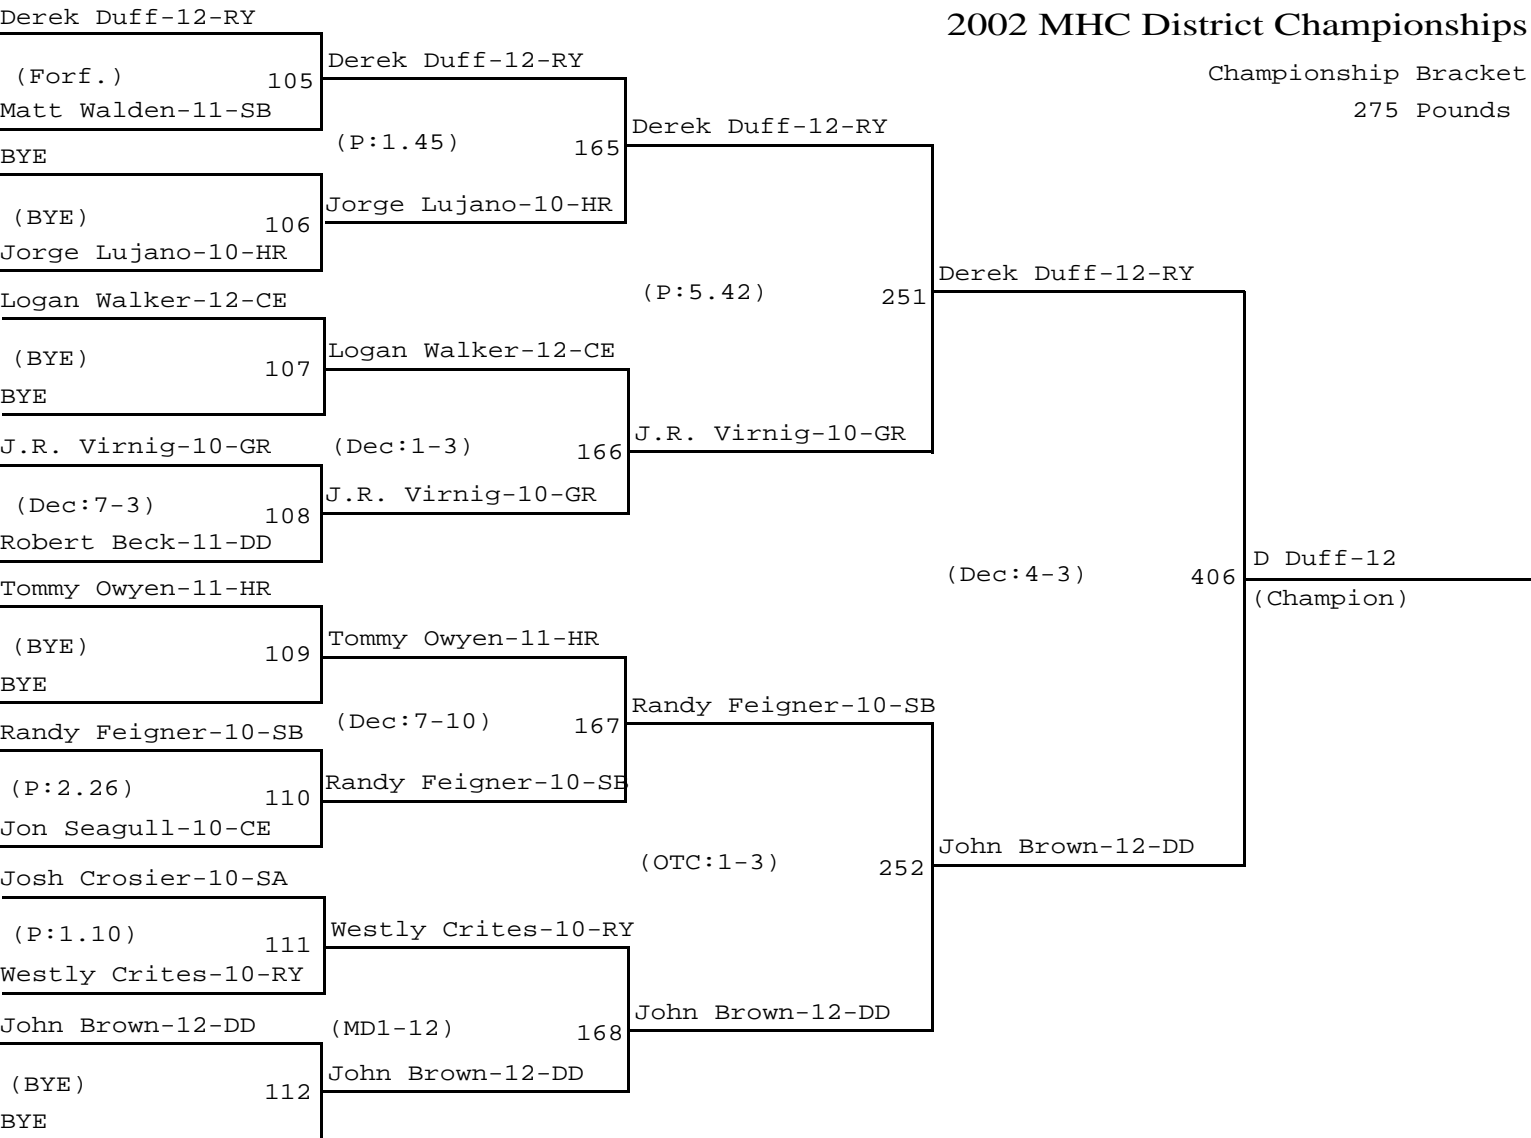 2002 MHC District Championships
Championship Bracket
275 Pounds
Derek Duff-12-RY
(Forf.) 105
Matt Walden-11-SB
BYE
(BYE) 106
Jorge Lujano-10-HR
Logan Walker-12-CE
(BYE) 107
BYE
J.R. Virnig-10-GR
(Dec:7-3) 108
Robert Beck-11-DD
Tommy Owyen-11-HR
(BYE) 109
BYE
Randy Feigner-10-SB
(P:2.26) 110
Jon Seagull-10-CE
Josh Crosier-10-SA
(P:1.10) 111
Westly Crites-10-RY
John Brown-12-DD
(BYE) 112
BYE
Derek Duff-12-RY
(P:1.45) 165
Jorge Lujano-10-HR
Logan Walker-12-CE
(Dec:1-3) 166
J.R. Virnig-10-GR
Tommy Owyen-11-HR
(Dec:7-10) 167
Randy Feigner-10-SB
Westly Crites-10-RY
(MD1-12) 168
John Brown-12-DD
Derek Duff-12-RY
(P:5.42) 251
J.R. Virnig-10-GR
Randy Feigner-10-SB
(OTC:1-3) 252
John Brown-12-DD
Derek Duff-12-RY
(Dec:4-3) 406
John Brown-12-DD
D Duff-12
(Champion)